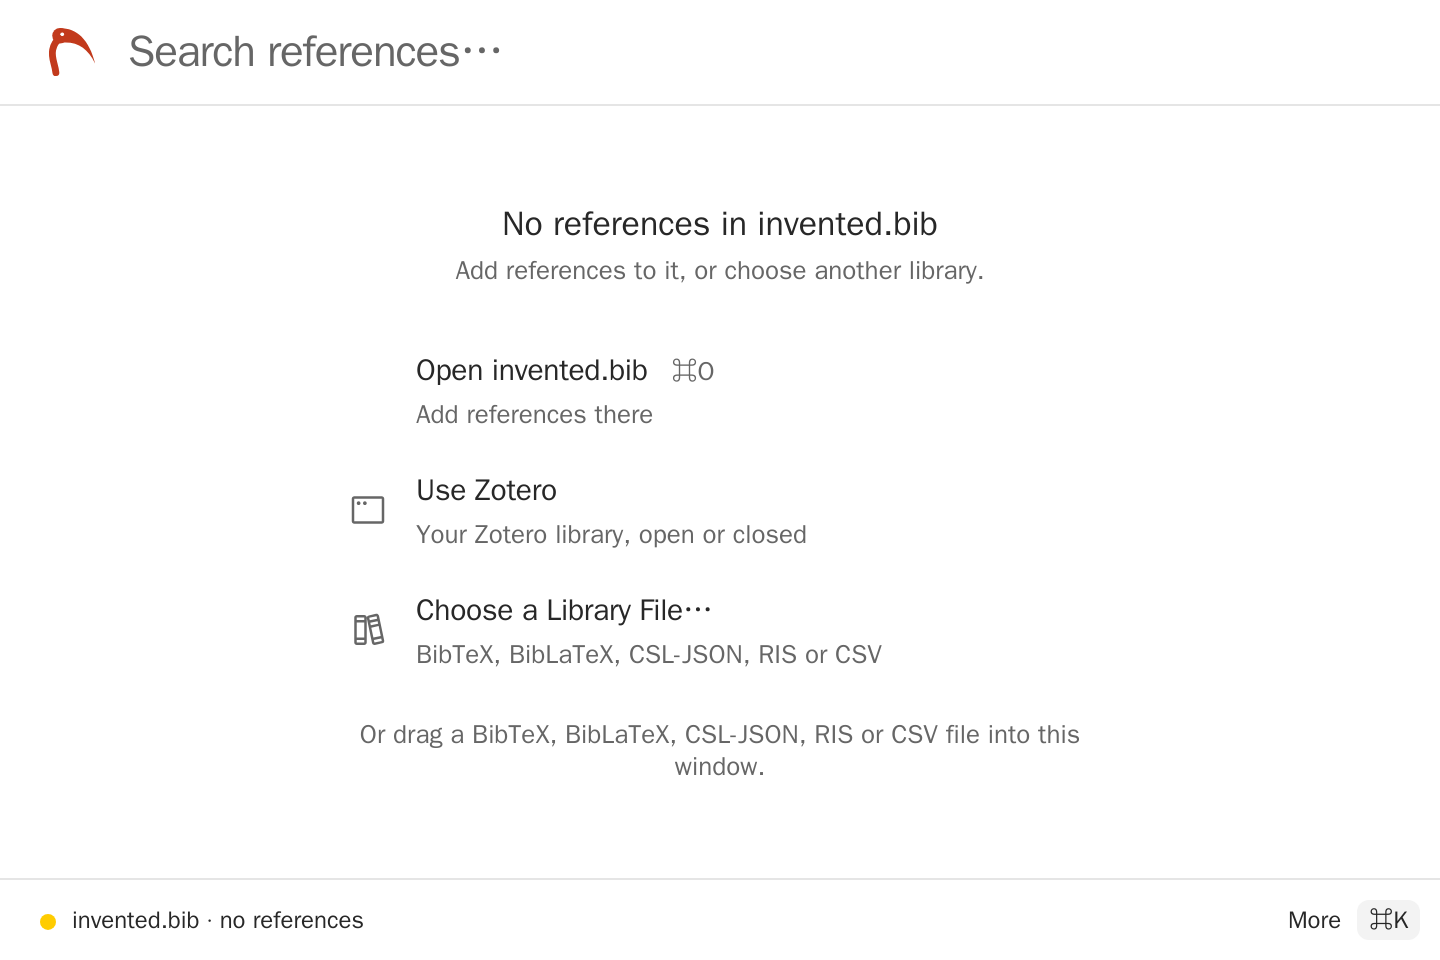 Search references…
No references in invented.bib
Add references to it, or choose another library.
Open invented.bib ⌘O
Add references there
Use Zotero
Your Zotero library, open or closed
Choose a Library File…
BibTeX, BibLaTeX, CSL-JSON, RIS or CSV
Or drag a BibTeX, BibLaTeX, CSL-JSON, RIS or CSV file into this
window.
invented.bib · no references
More ⌘K